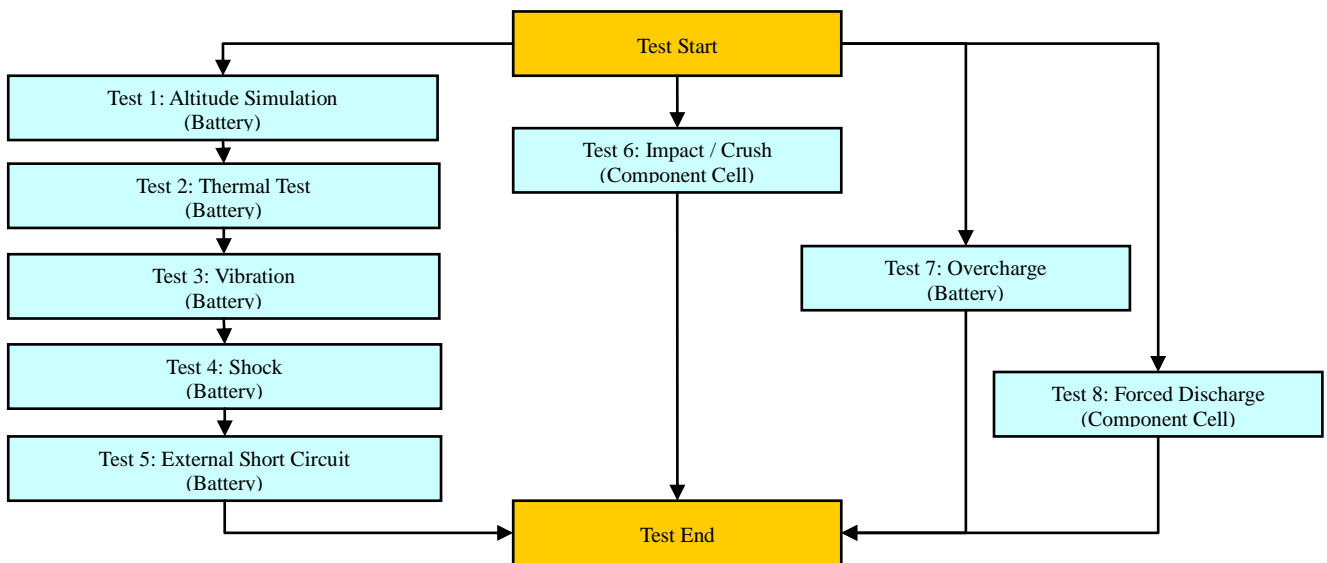 Test Start
Test 1: Altitude Simulation
(Battery)
Test 2: Thermal Test
(Battery)
Test 3: Vibration
(Battery)
Test 4: Shock
(Battery)
Test 5: External Short Circuit
(Battery)
Test 6: Impact / Crush
(Component Cell)
Test 7: Overcharge
(Battery)
Test 8: Forced Discharge
(Component Cell)
Test End